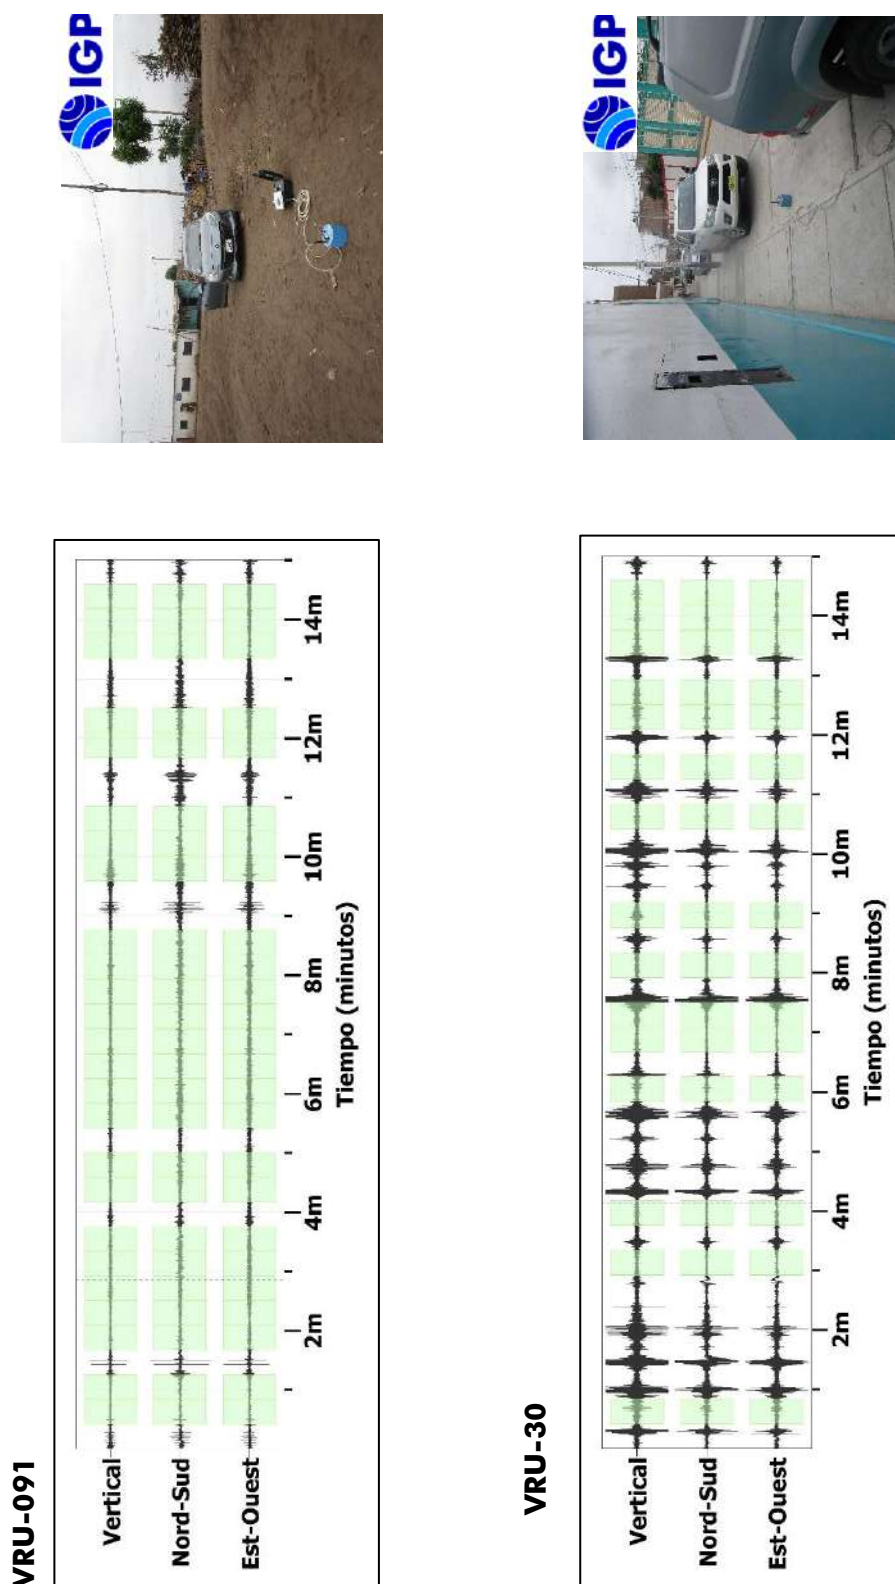 VRU-091
IGP
Vertical
Nord-Sud
Est-Ouest
2m
4m
6m
8m
10m
12m
14m
Tiempo (minutos)
VRU-30
IGP
Vertical
Nord-Sud
Est-Ouest
2m
4m
6m
8m
10m
12m
14m
Tiempo (minutos)